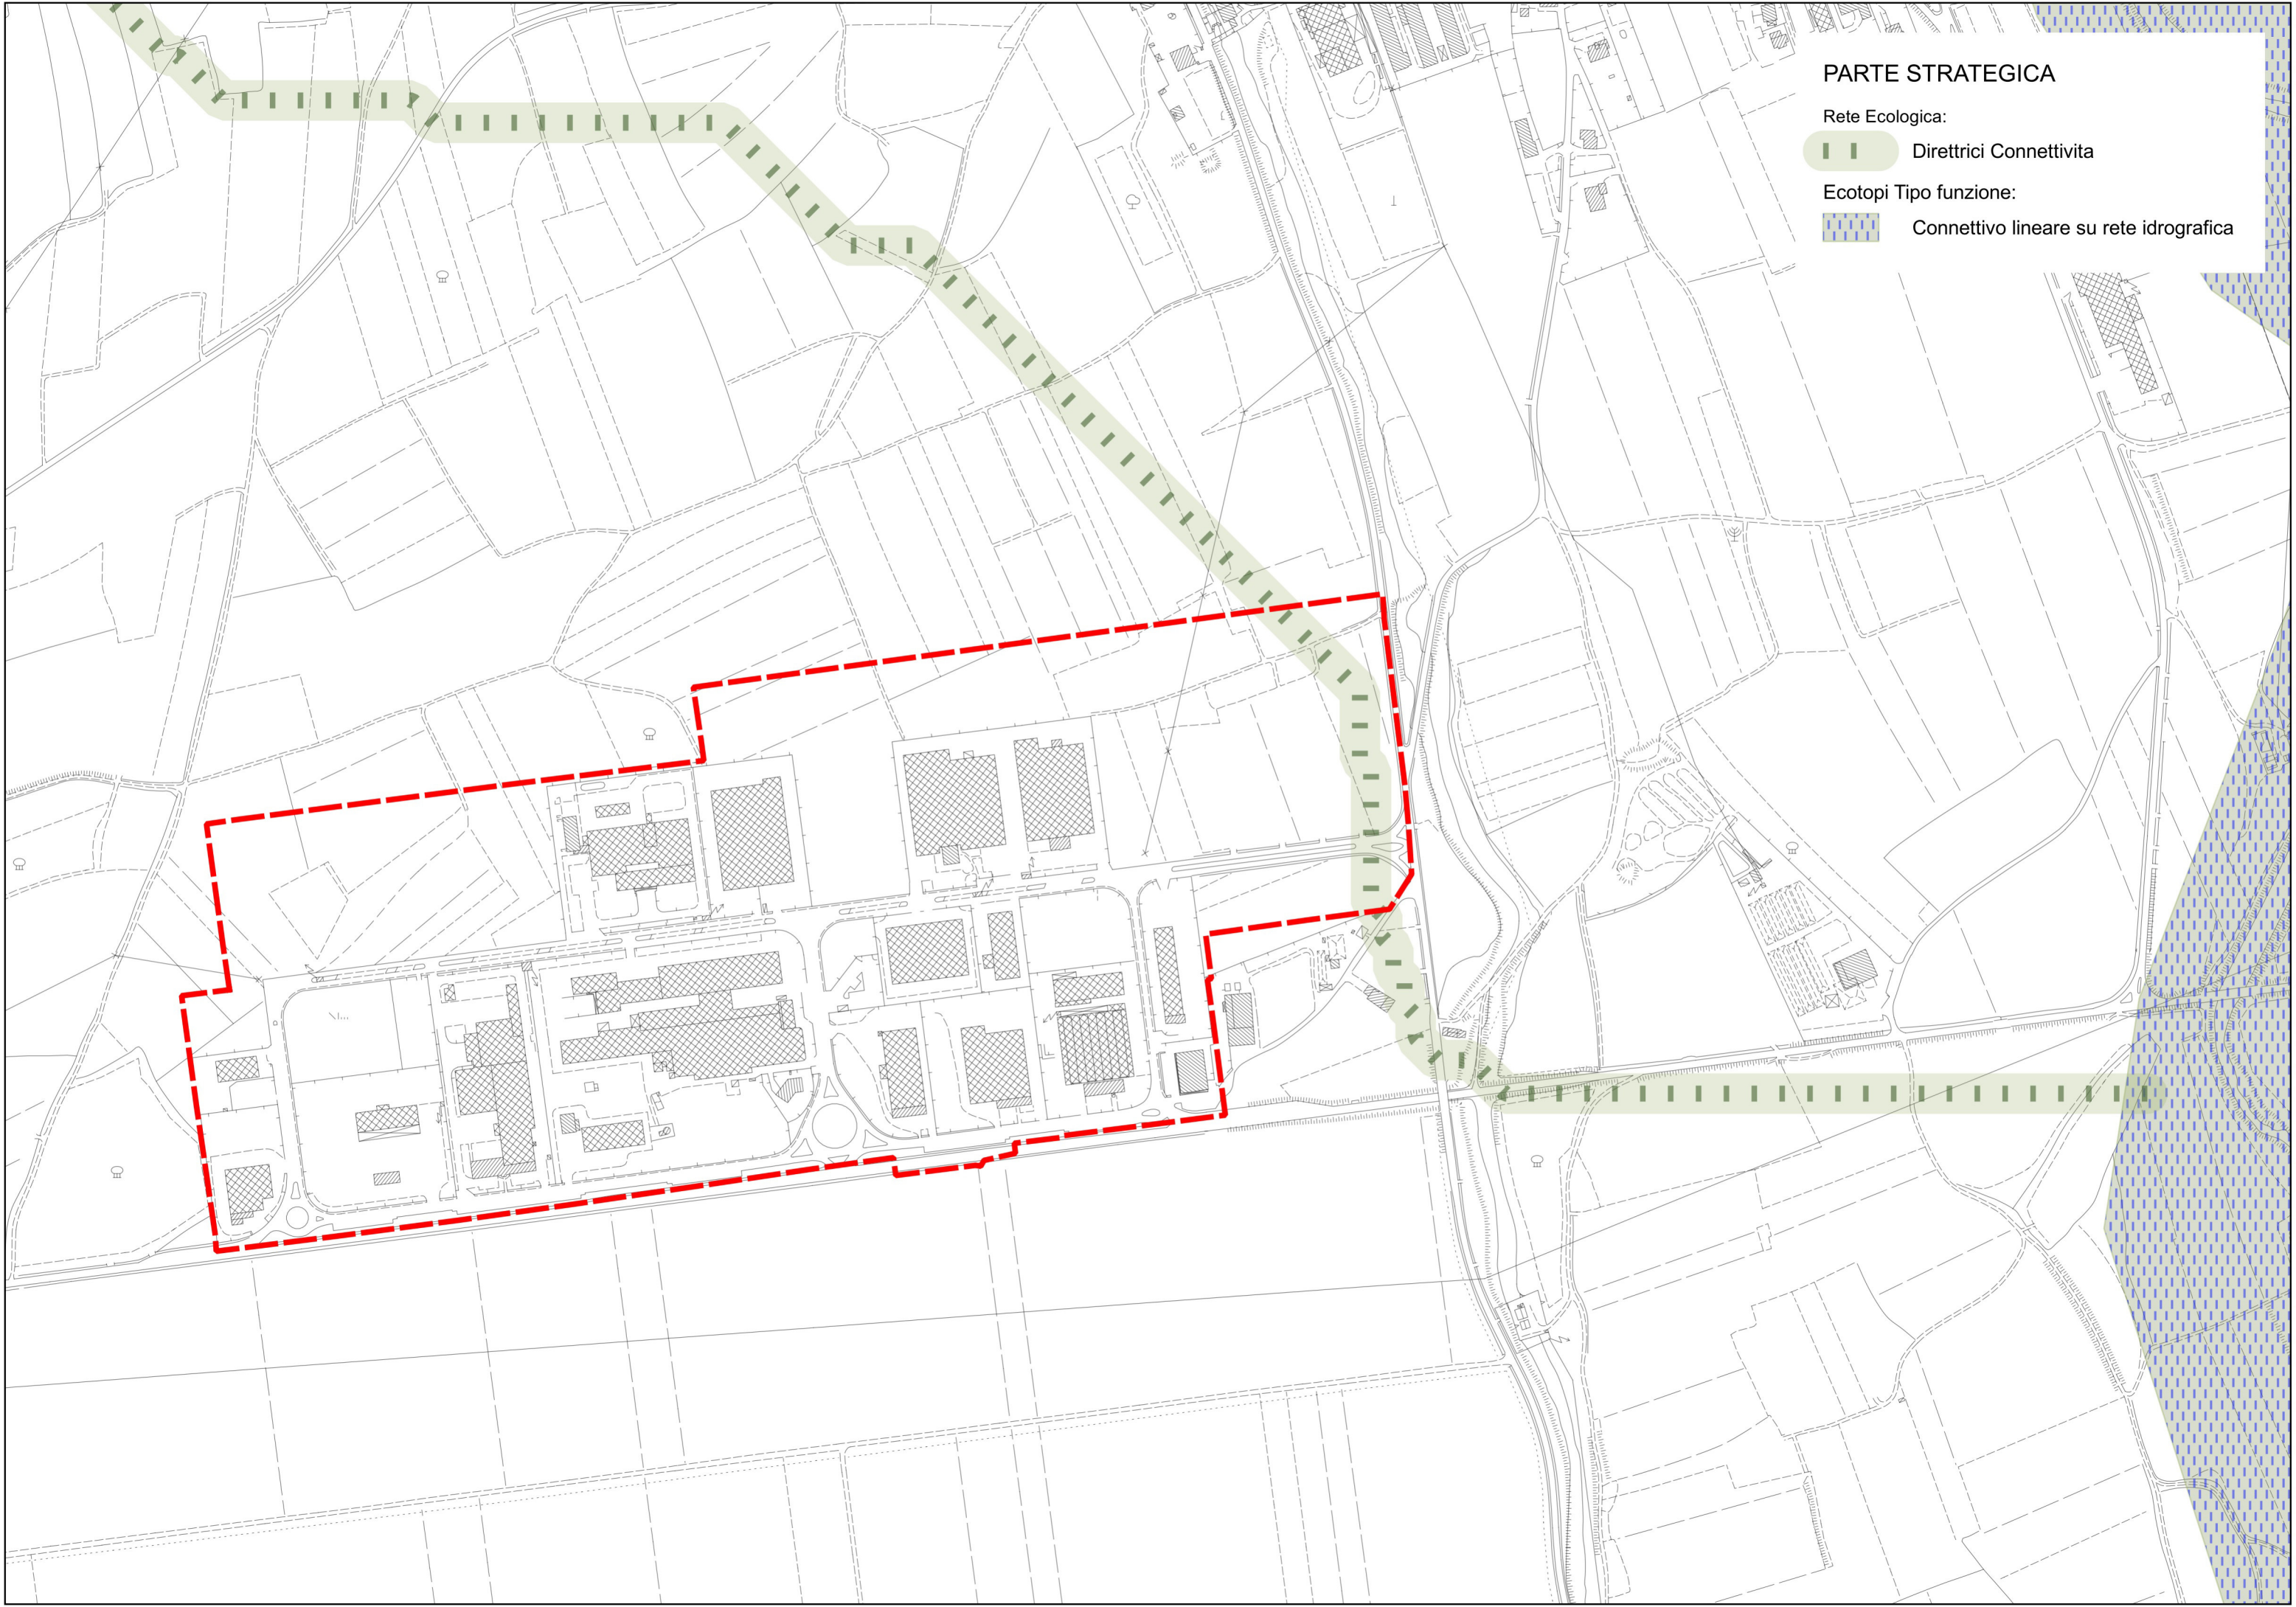 PARTE STRATEGICA
Rete Ecologica:
Direttrici Connettivita
Ecotopi Tipo funzione:
Connettivo lineare su rete idrografica